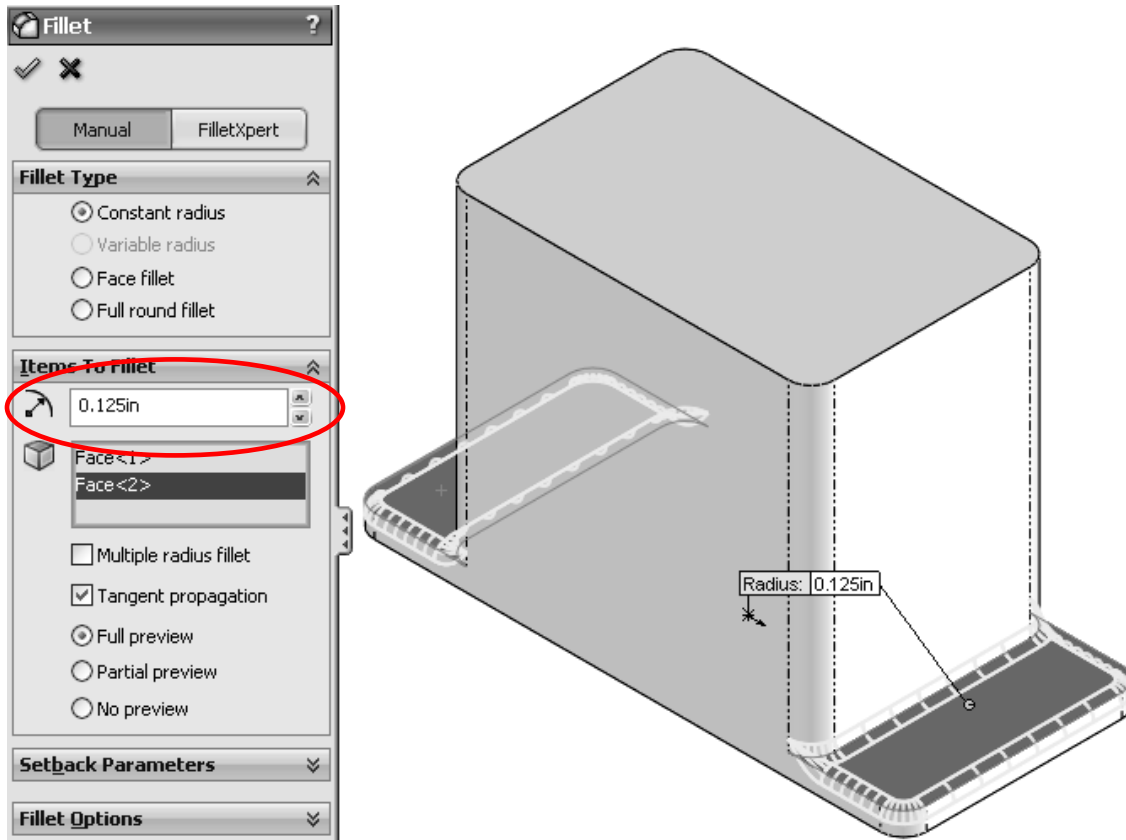 Fillet ?
Manual FilletXpert
Fillet Type
Constant radius
Variable radius
Face fillet
Full round fillet
Items To Fillet
0.125in
Face<1>
Face<2>
Multiple radius fillet
Tangent propagation
Full preview
Partial preview
No preview
Setback Parameters
Fillet Options
Radius: 0.125in